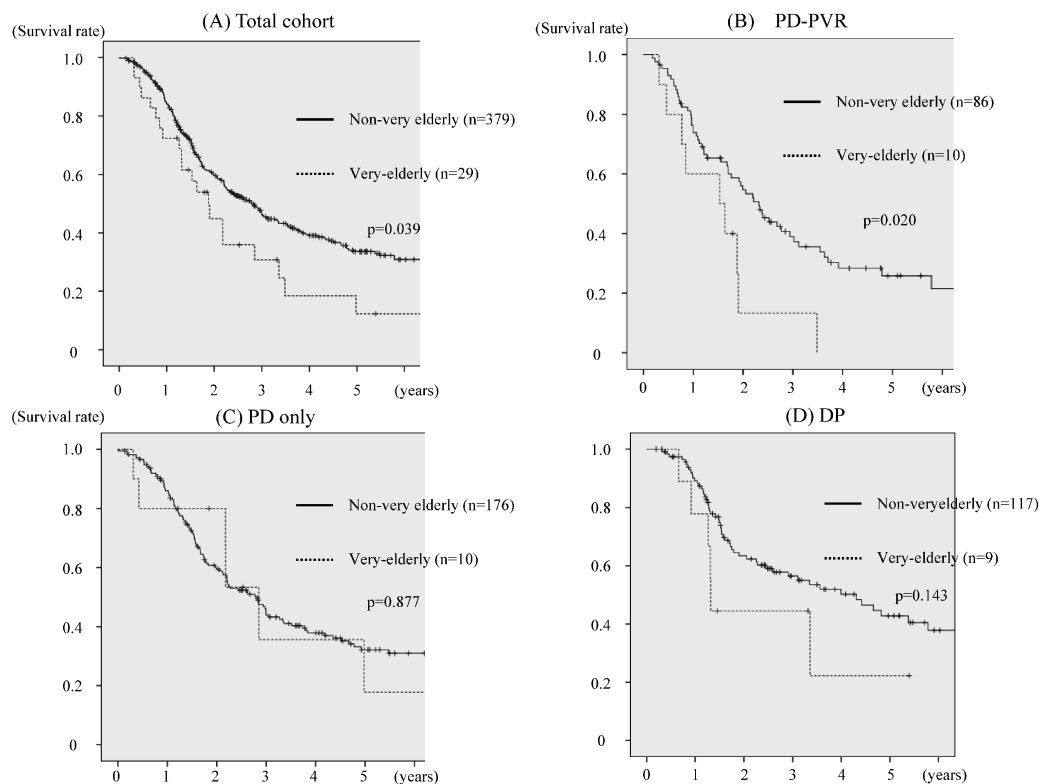 (A) Total cohort
(Survival rate)
1.0
0.8
0.6
0.4
0.2
0
Non-very elderly (n=379)
Very-elderly (n=29)
p=0.039
0 1 2 3 4 5 (years)
(B) PD-PVR
(Survival rate)
1.0
0.8
0.6
0.4
0.2
0
Non-very elderly (n=86)
Very-elderly (n=10)
p=0.020
0 1 2 3 4 5 (years)
(C) PD only
(Survival rate)
1.0
0.8
0.6
0.4
0.2
0
Non-very elderly (n=176)
Very-elderly (n=10)
p=0.877
0 1 2 3 4 5 (years)
(D) DP
1.0
0.8
0.6
0.4
0.2
0
Non-veryelderly (n=117)
Very-elderly (n=9)
p=0.143
0 1 2 3 4 5 (years)